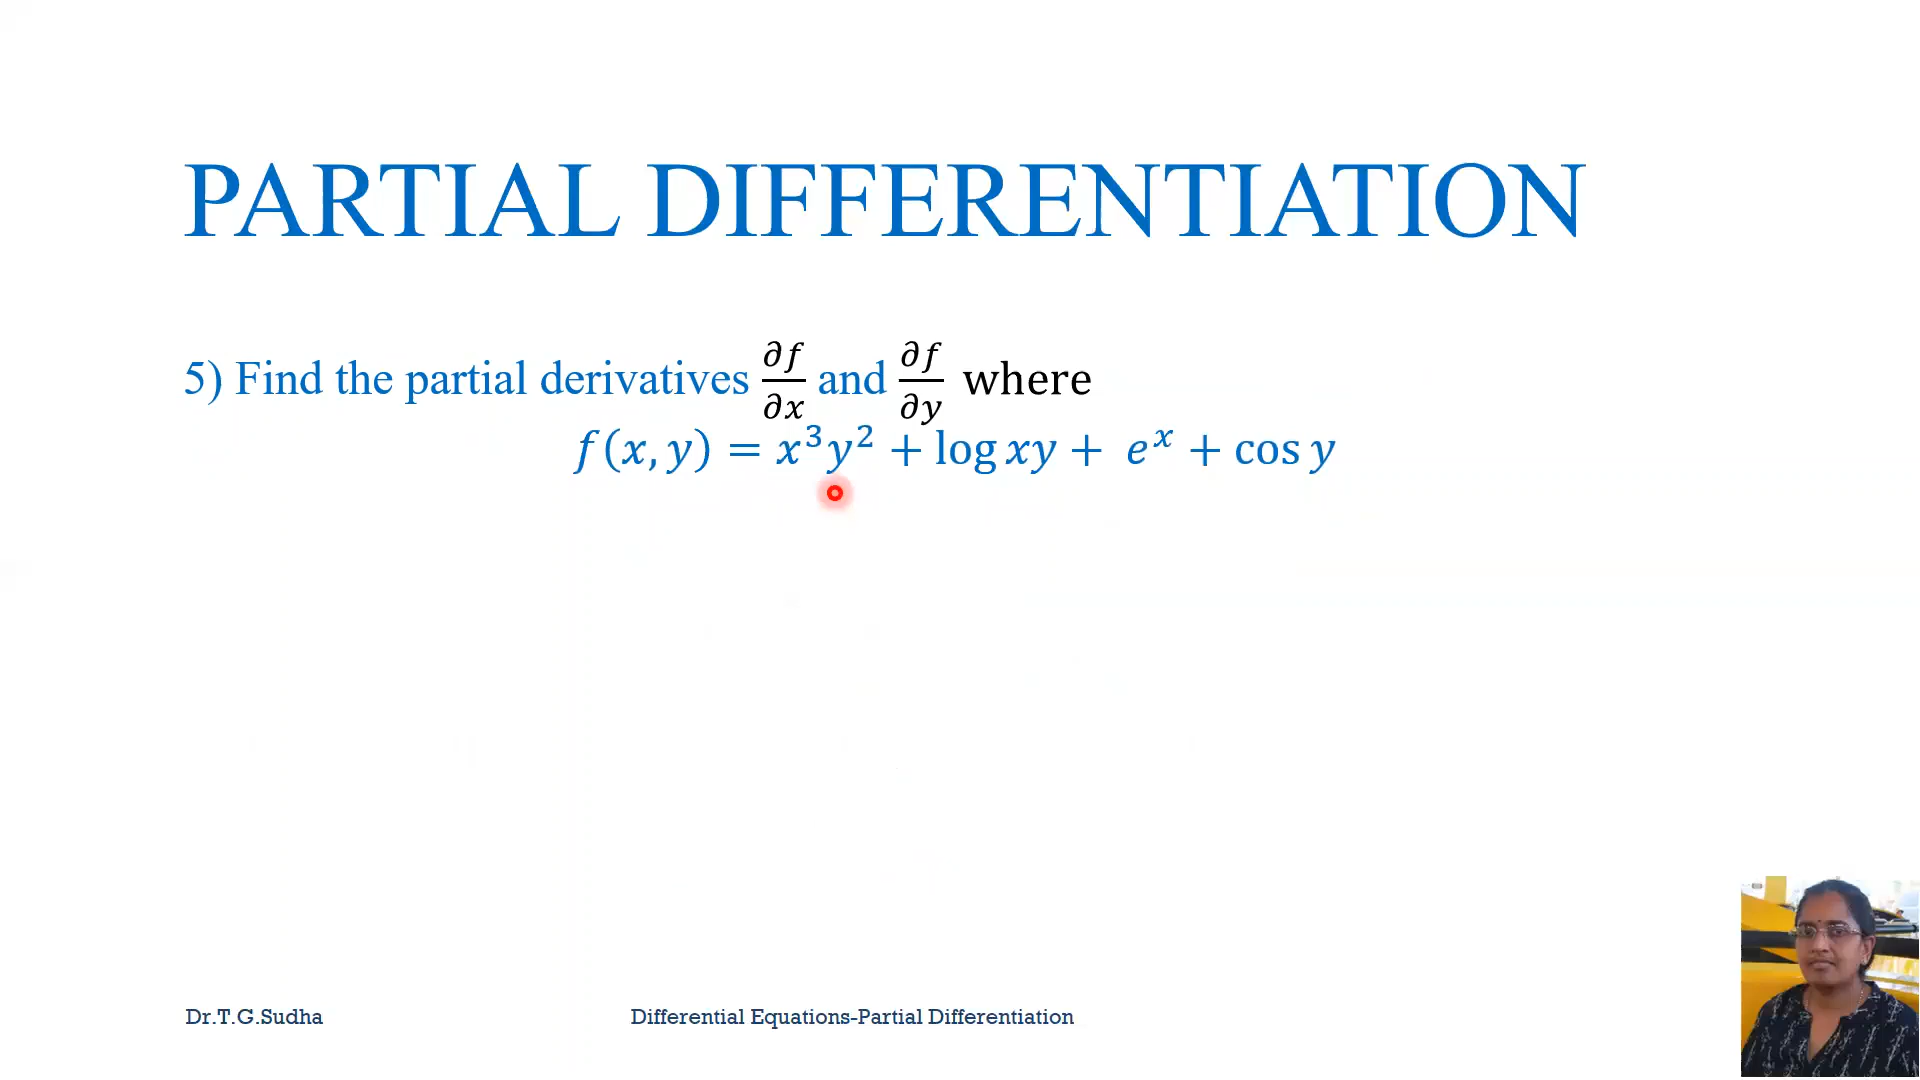 PARTIAL DIFFERENTIATION
5) Find the partial derivatives ∂f/∂x and ∂f/∂y where
f(x, y) = x³y² + log xy + eˣ + cos y
Dr.T.G.Sudha
Differential Equations-Partial Differentiation